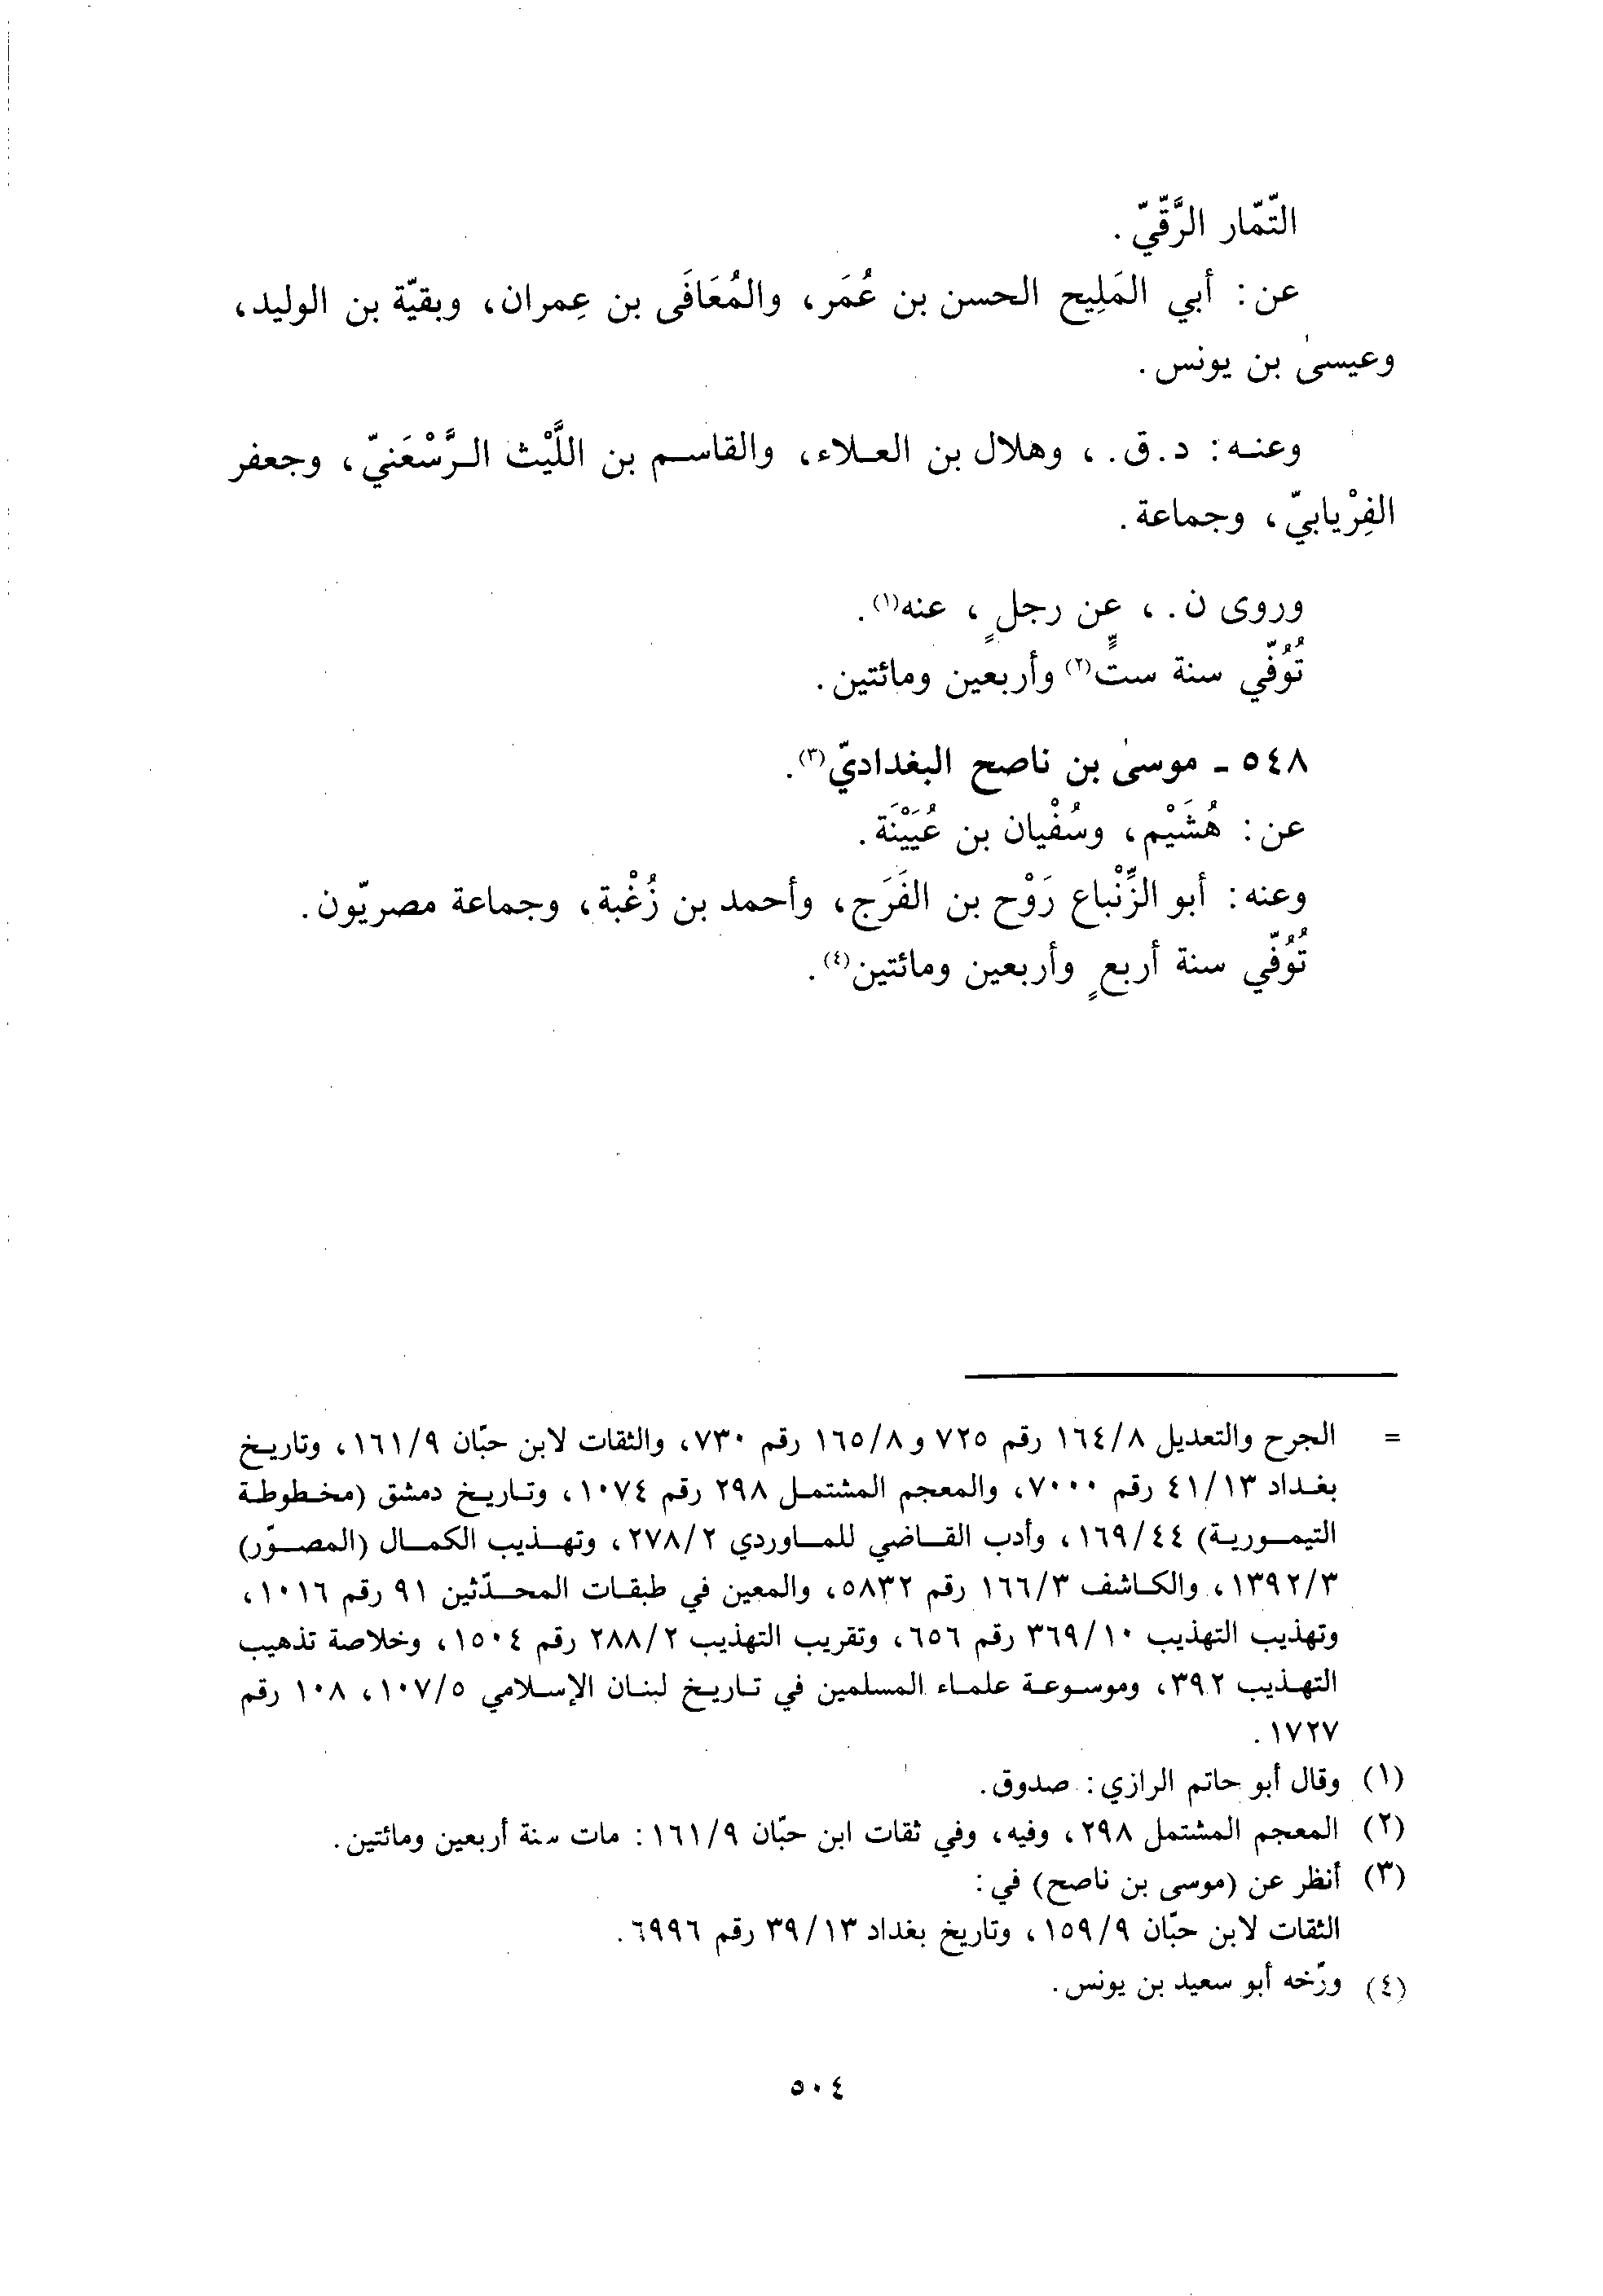 التّمّار الرَّقّيّ.
عن: أبي المَلِيح الحسن بن عُمَر، والمُعَافَى بن عِمران، وبقيّة بن الوليد،
وعيسىٰ بن يونس.
وعنه: د.ق.، وهلال بن العلاء، والقاسم بن اللَّيْث الرَّسْعَنيّ، وجعفر
الفِرْيابيّ، وجماعة.
وروى ن.، عن رجلٍ، عنه(١).
تُوُفّي سنة ستٍّ(٢) وأربعين ومائتين.
٥٤٨ ـ موسىٰ بن ناصح البغداديّ(٣).
عن: هُشَيْم، وسُفْيان بن عُيَيْنَة.
وعنه: أبو الزِّنْباع رَوْح بن الفَرَج، وأحمد بن زُغْبة، وجماعة مصريّون.
تُوُفّي سنة أربعٍ وأربعين ومائتين(٤).
= الجرح والتعديل ١٦٤/٨ رقم ٧٢٥ و١٦٥/٨ رقم ٧٣٠، والثقات لابن حبّان ١٦١/٩، وتاريخ
بغداد ٤١/١٣ رقم ٧٠٠٠، والمعجم المشتمل ٢٩٨ رقم ١٠٧٤، وتاريخ دمشق (مخطوطة
التيمورية) ١٦٩/٤٤، وأدب القاضي للماوردي ٢٧٨/٢، وتهذيب الكمال (المصوّر)
١٣٩٢/٣، والكاشف ١٦٦/٣ رقم ٥٨٣٢، والمعين في طبقات المحدّثين ٩١ رقم ١٠١٦،
وتهذيب التهذيب ٣٦٩/١٠ رقم ٦٥٦، وتقريب التهذيب ٢٨٨/٢ رقم ١٥٠٤، وخلاصة تذهيب
التهذيب ٣٩٢، وموسوعة علماء المسلمين في تاريخ لبنان الإسلامي ١٠٧/٥، ١٠٨ رقم
١٧٢٧.
(١) وقال أبو حاتم الرازي: صدوق.
(٢) المعجم المشتمل ٢٩٨، وفيه، وفي ثقات ابن حبّان ١٦١/٩: مات سنة أربعين ومائتين.
(٣) أنظر عن (موسى بن ناصح) في:
الثقات لابن حبّان ١٥٩/٩، وتاريخ بغداد ٣٩/١٣ رقم ٦٩٩٦.
(٤) ورّخه أبو سعيد بن يونس.
٥٠٤